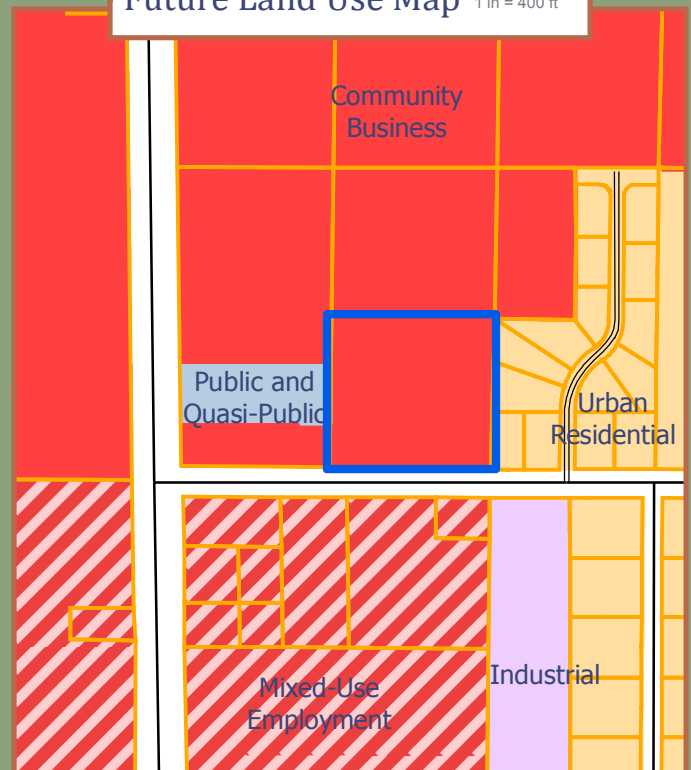 Future Land Use Map 1 in = 400 ft
Community
Business
Public and
Quasi-Public
Urban
Residential
Mixed-Use
Employment
Industrial